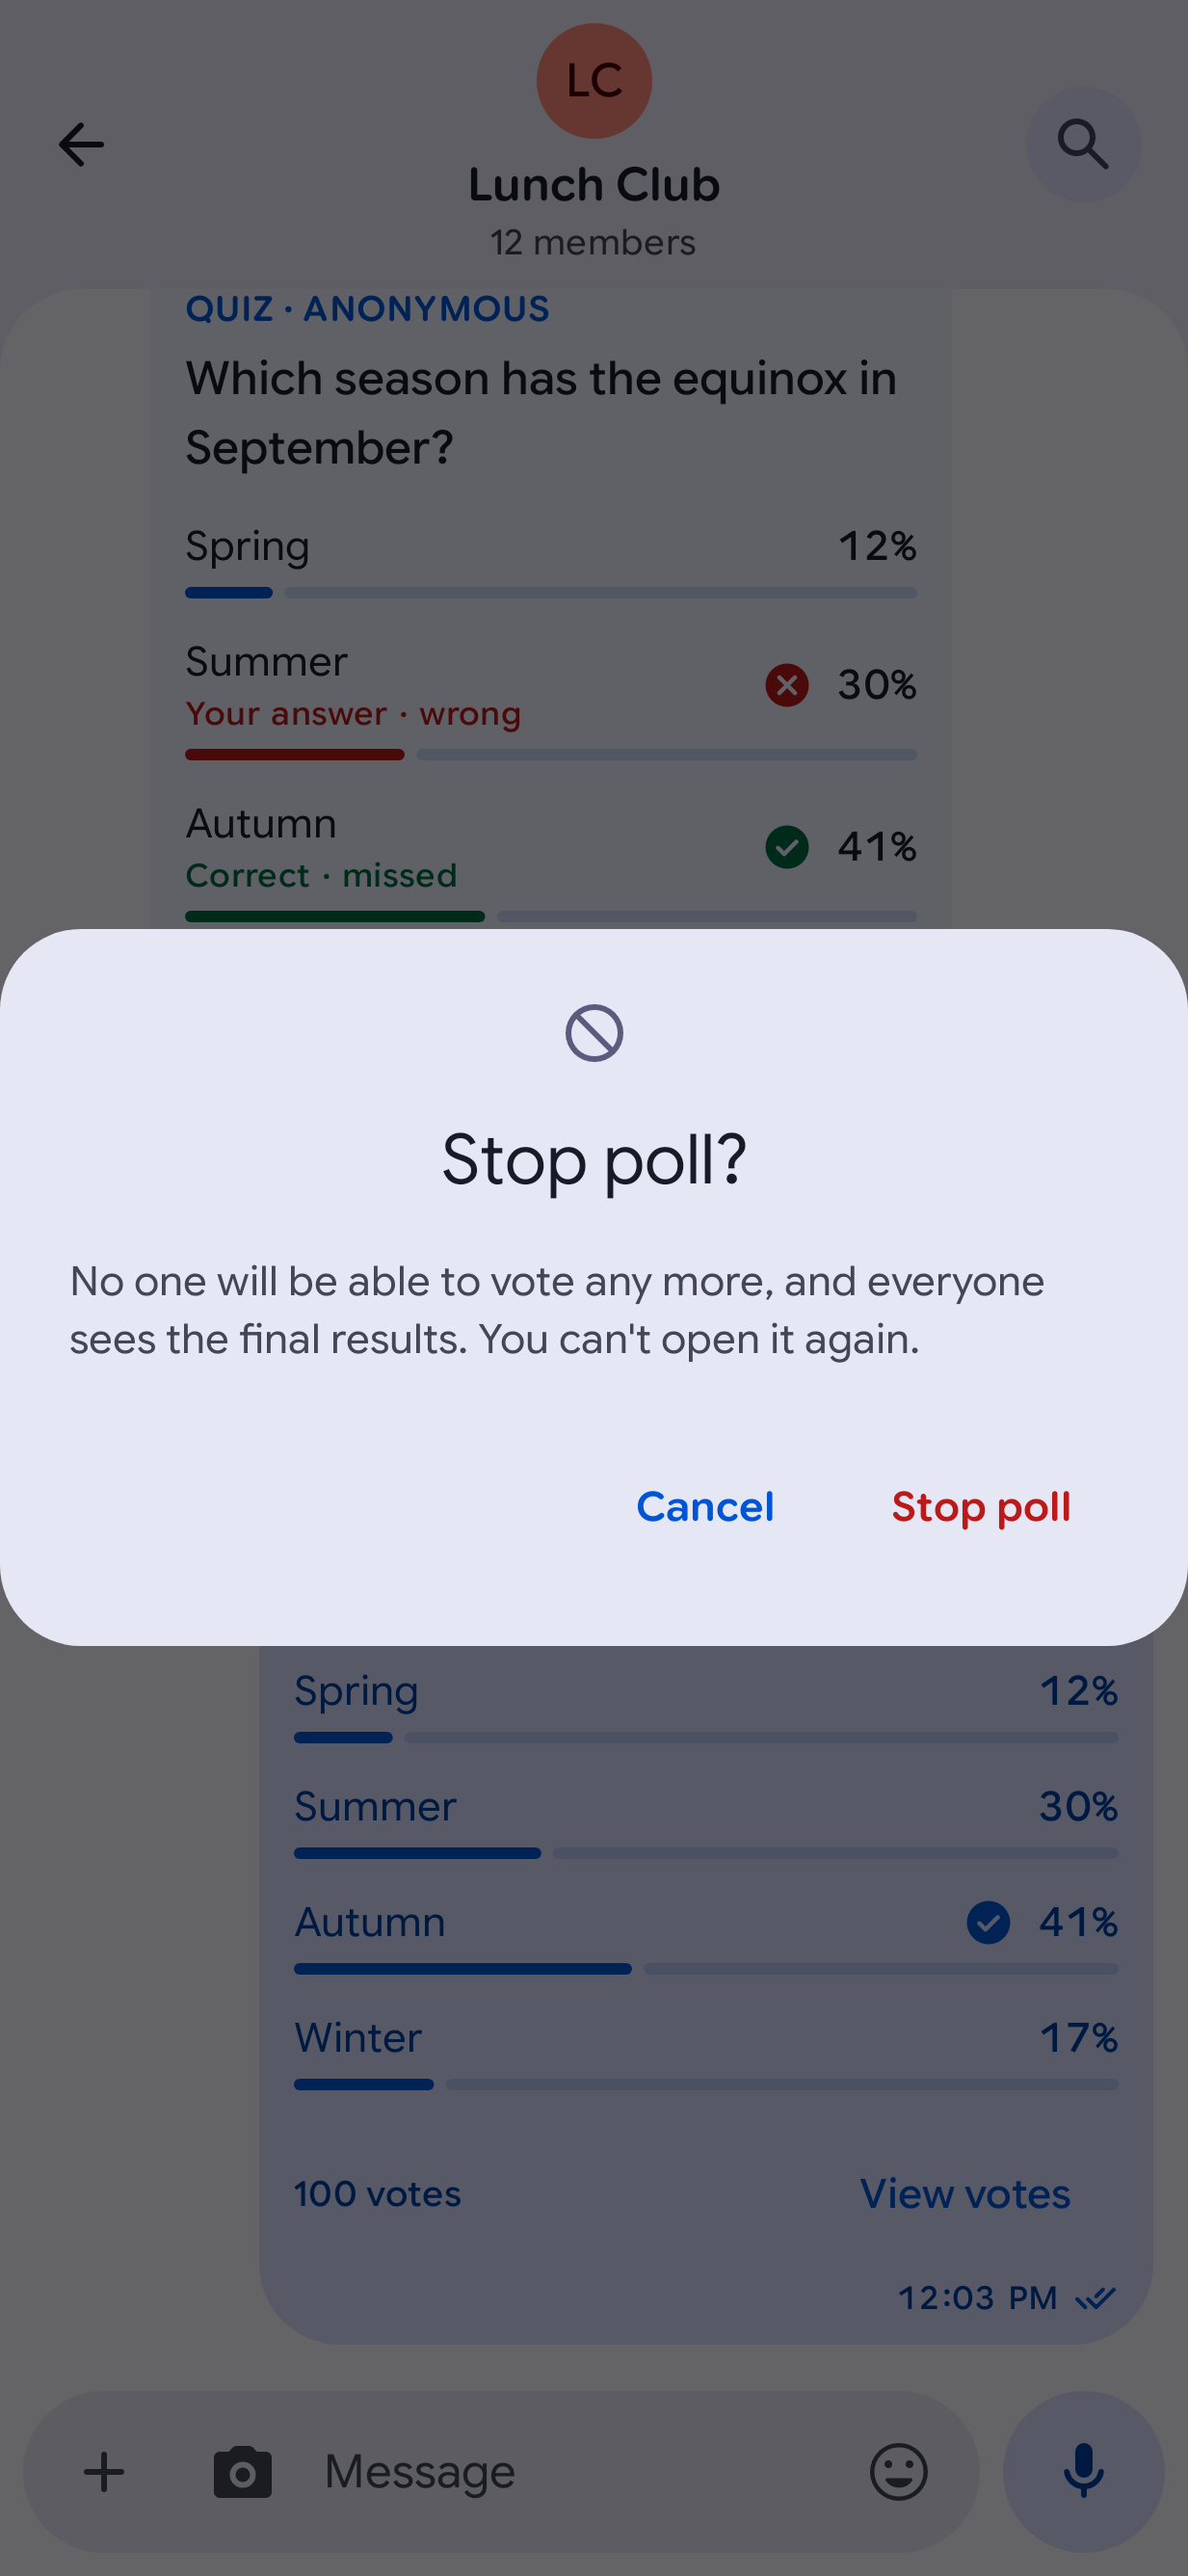 LC
Lunch Club
12 members
QUIZ · ANONYMOUS
Which season has the equinox in
September?
Spring 12%
Summer 30%
Your answer · wrong
Autumn 41%
Correct · missed
Stop poll?
No one will be able to vote any more, and everyone
sees the final results. You can't open it again.
Cancel Stop poll
Spring 12%
Summer 30%
Autumn 41%
Winter 17%
100 votes View votes
12:03 PM
Message